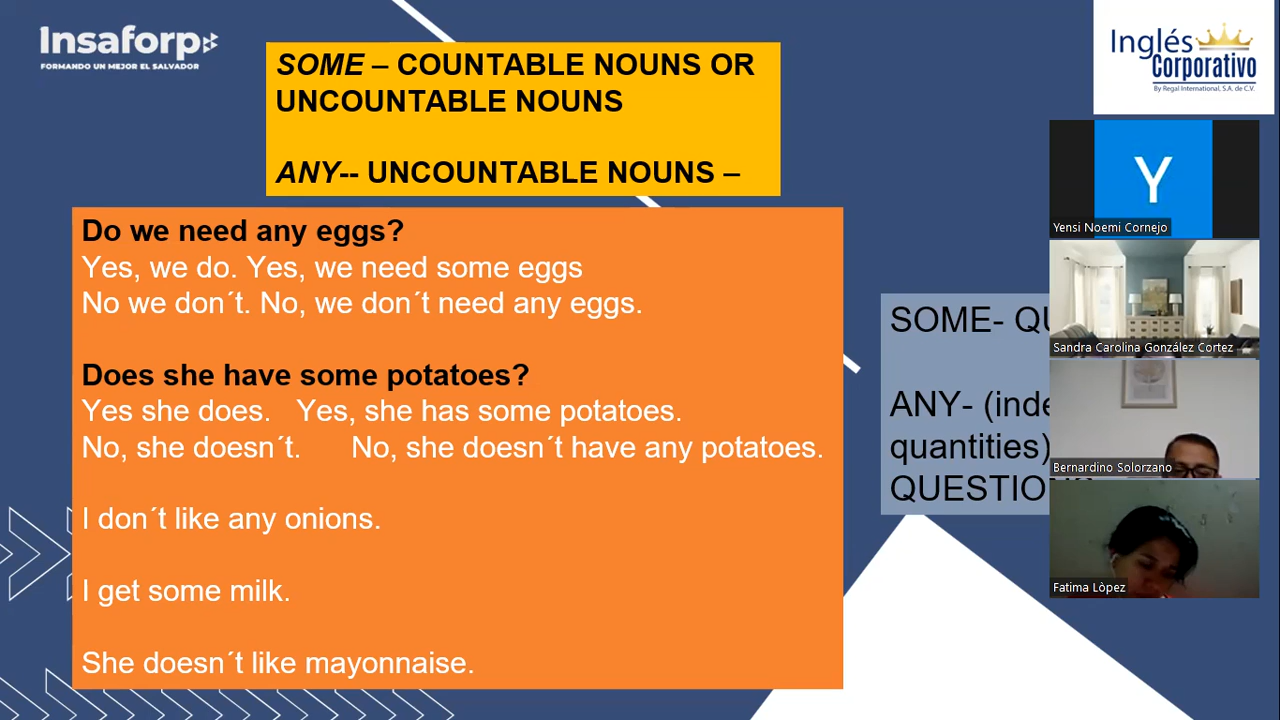 Insaforp
FORMANDO UN MEJOR EL SALVADOR
SOME – COUNTABLE NOUNS OR
UNCOUNTABLE NOUNS
ANY-- UNCOUNTABLE NOUNS –
Inglés
Corporativo
By Regal International, S.A. de C.V.
Do we need any eggs?
Yes, we do. Yes, we need some eggs
No we don´t. No, we don´t need any eggs.
Does she have some potatoes?
Yes she does. Yes, she has some potatoes.
No, she doesn´t. No, she doesn´t have any potatoes.
I don´t like any onions.
I get some milk.
She doesn´t like mayonnaise.
SOME-
ANY-
quantities)
Y
Yensi Noemi Cornejo
Sandra Carolina González Cortez
Bernardino Solorzano
Fatima Lòpez